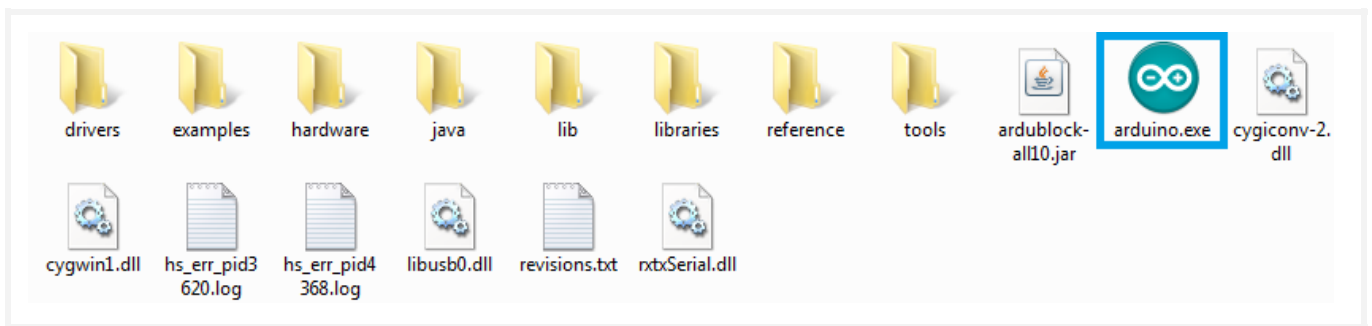 drivers
examples
hardware
java
lib
libraries
reference
tools
ardublock-
all10.jar
arduino.exe
cygiconv-2.
dll
cygwin1.dll
hs_err_pid3
620.log
hs_err_pid4
368.log
libusb0.dll
revisions.txt
rxtxSerial.dll